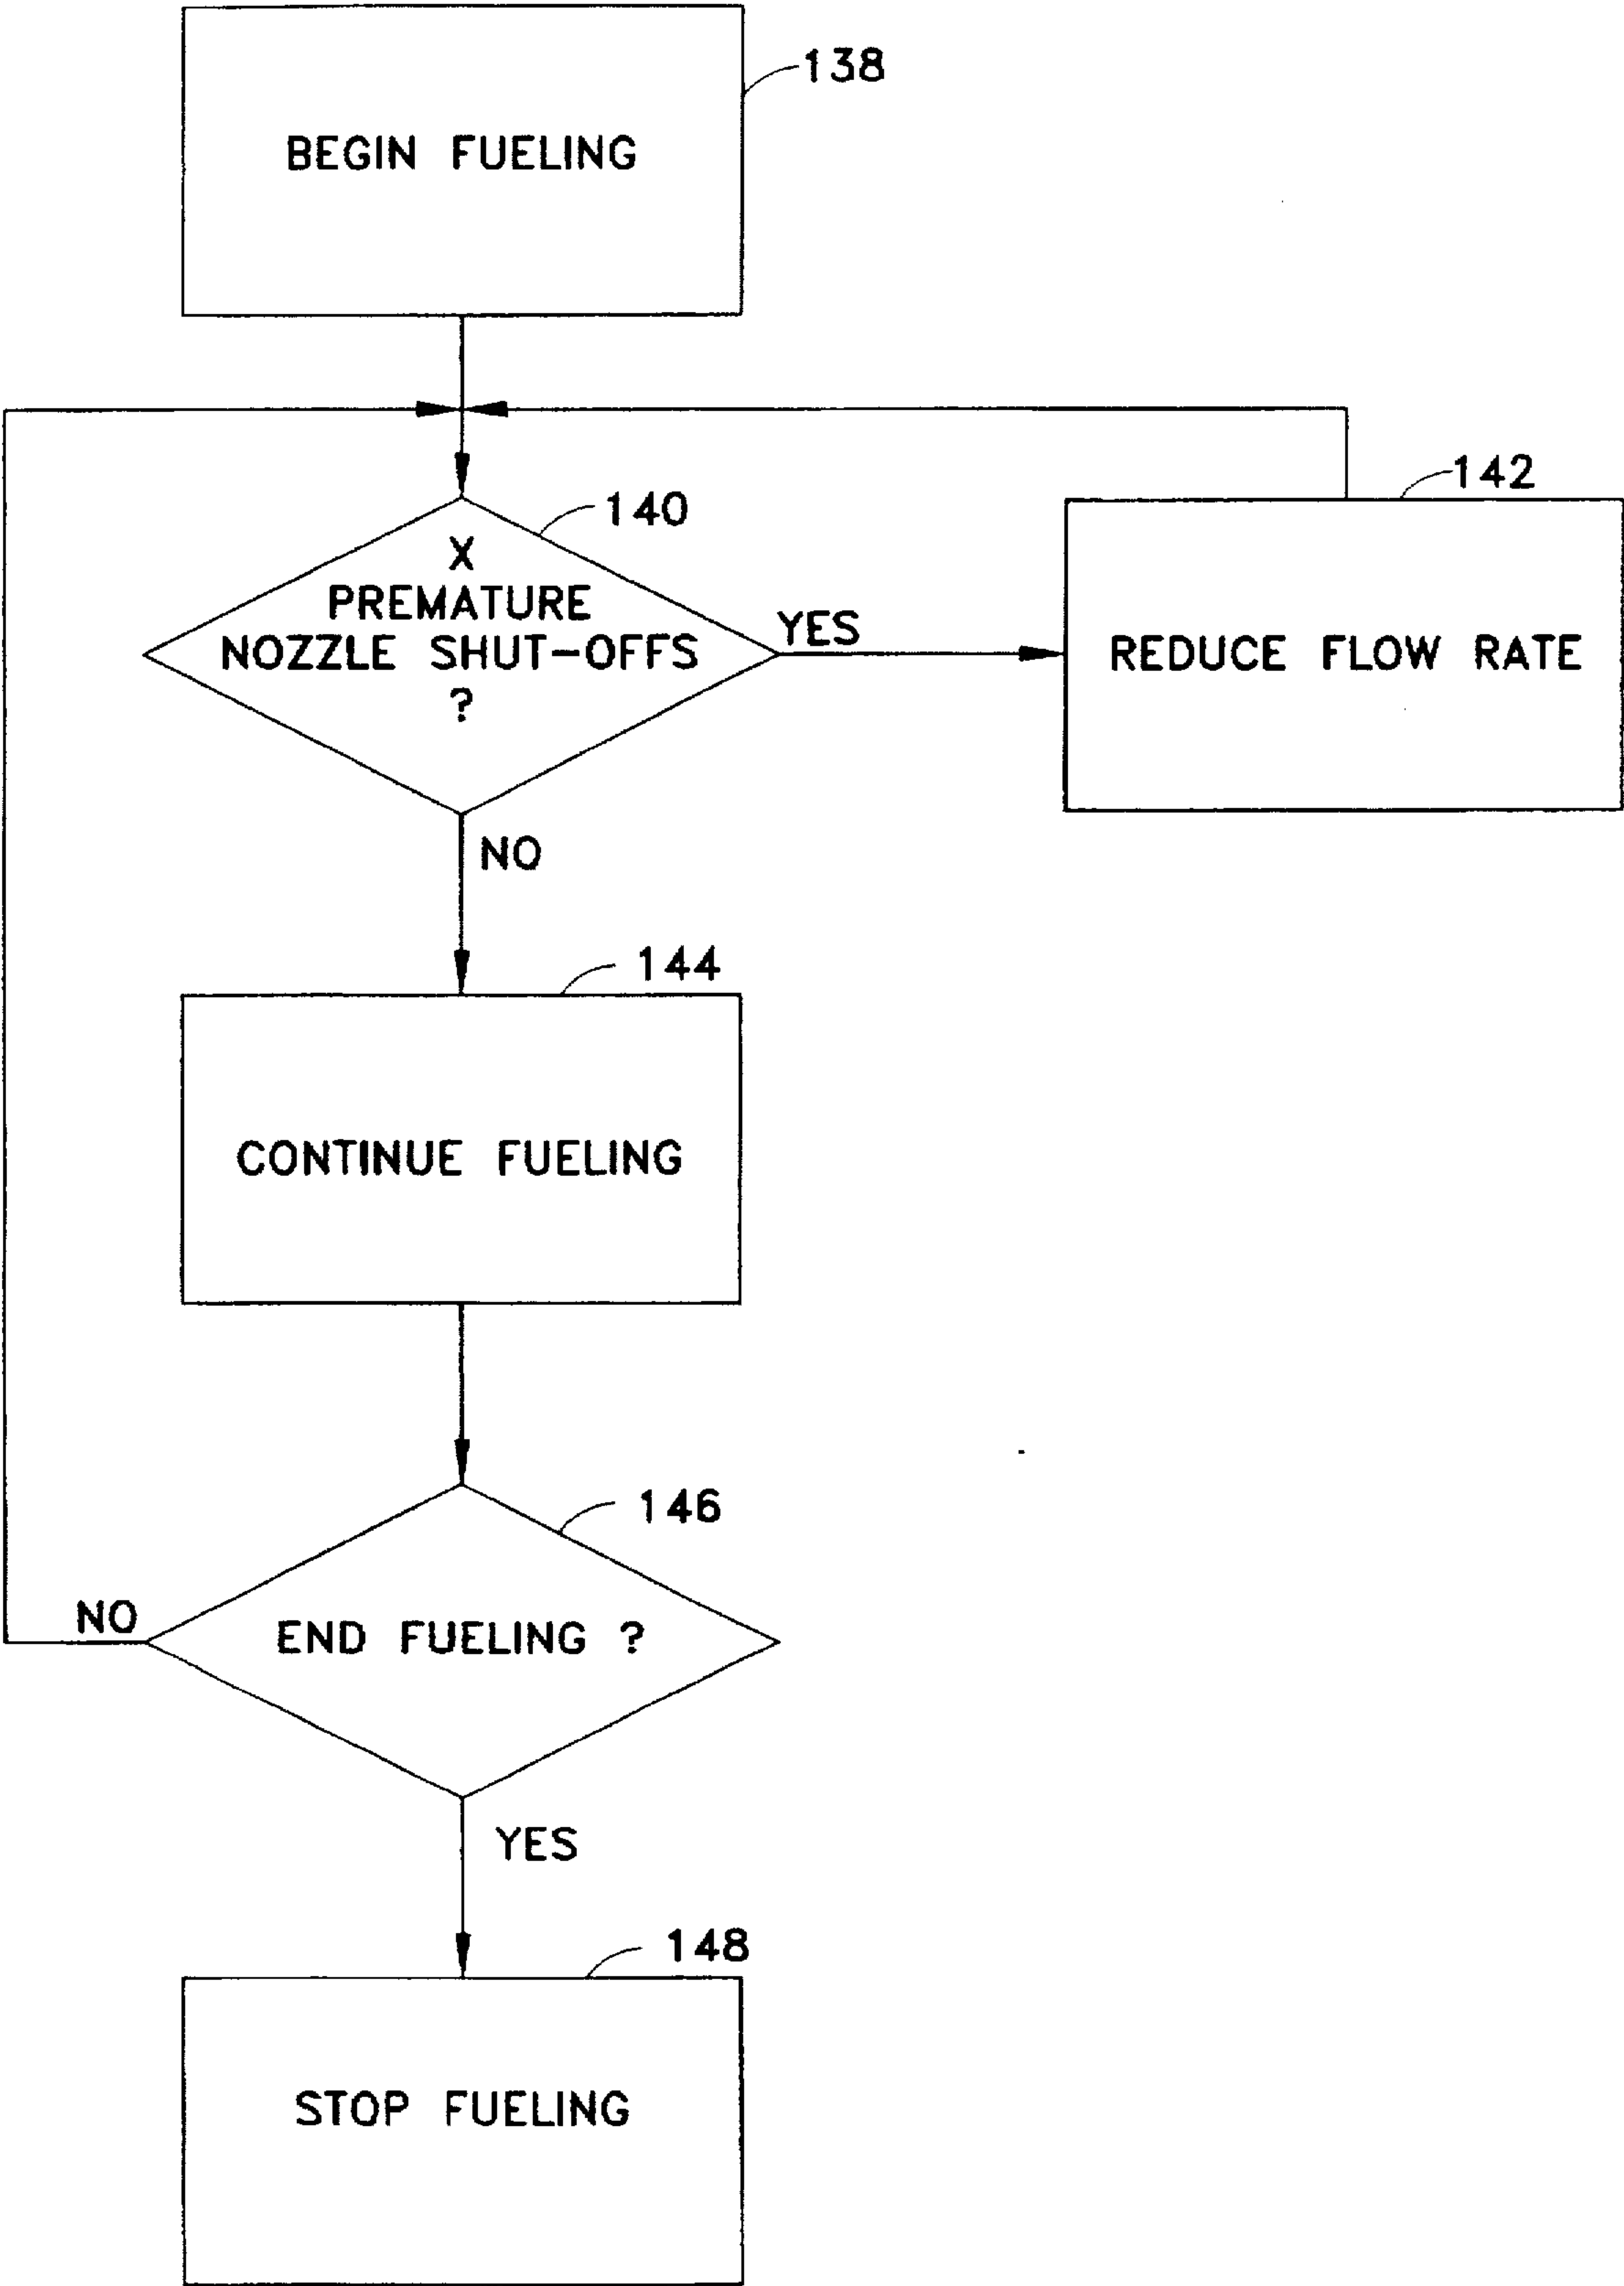 138
BEGIN FUELING
142
140
X
PREMATURE
NOZZLE SHUT-OFFS
?
YES
REDUCE FLOW RATE
NO
144
CONTINUE FUELING
146
NO
END FUELING ?
YES
148
STOP FUELING